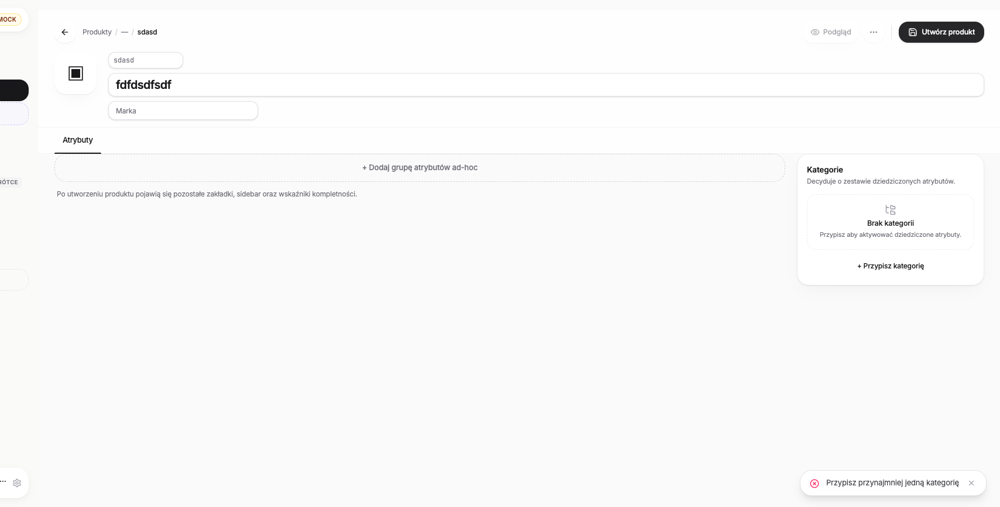 MOCK
Produkty / — / sdasd
Podgląd
Utwórz produkt
sdasd
fdfdsdfsdf
Marka
Atrybuty
+ Dodaj grupę atrybutów ad-hoc
Po utworzeniu produktu pojawią się pozostałe zakładki, sidebar oraz wskaźniki kompletności.
Kategorie
Decyduje o zestawie dziedziczonych atrybutów.
Brak kategorii
Przypisz aby aktywować dziedziczone atrybuty.
+ Przypisz kategorię
RÓTCE
...
Przypisz przynajmniej jedną kategorię